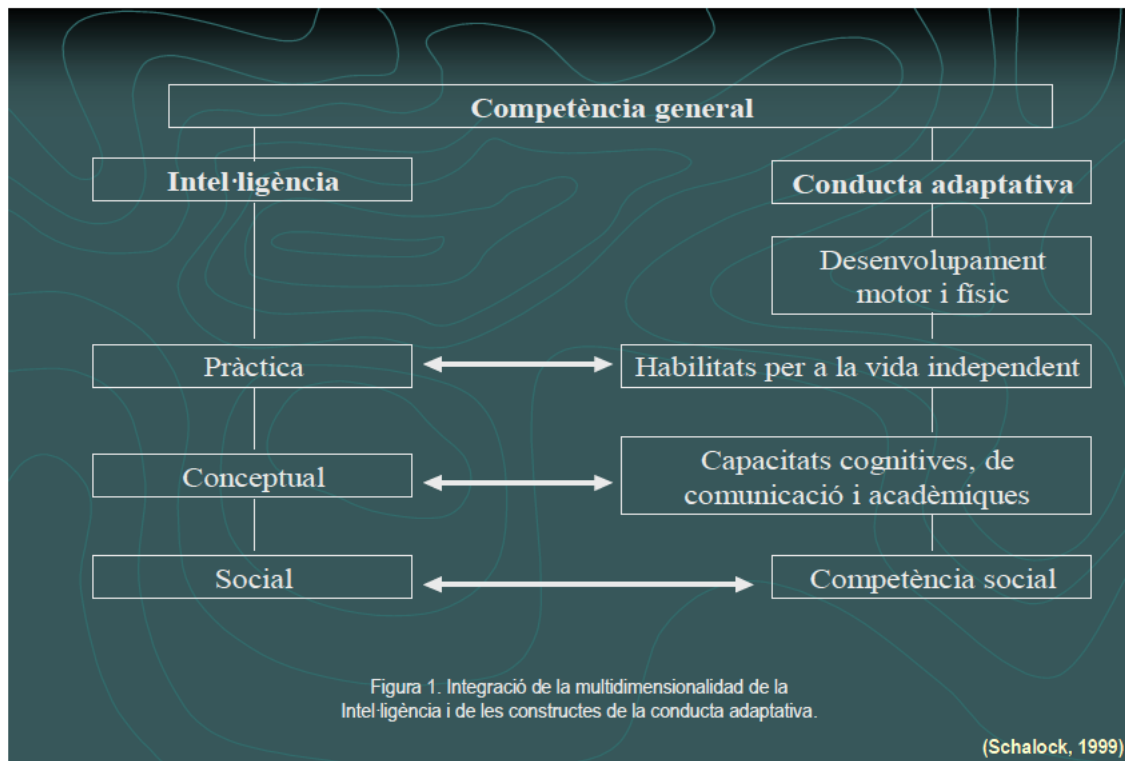 Competència general
Intel·ligència
Conducta adaptativa
Desenvolupament
motor i físic
Pràctica
Habilitats per a la vida independent
Conceptual
Capacitats cognitives, de
comunicació i acadèmiques
Social
Competència social
Figura 1. Integració de la multidimensionalidad de la
Intel·ligència i de les constructes de la conducta adaptativa.
(Schalock, 1999)